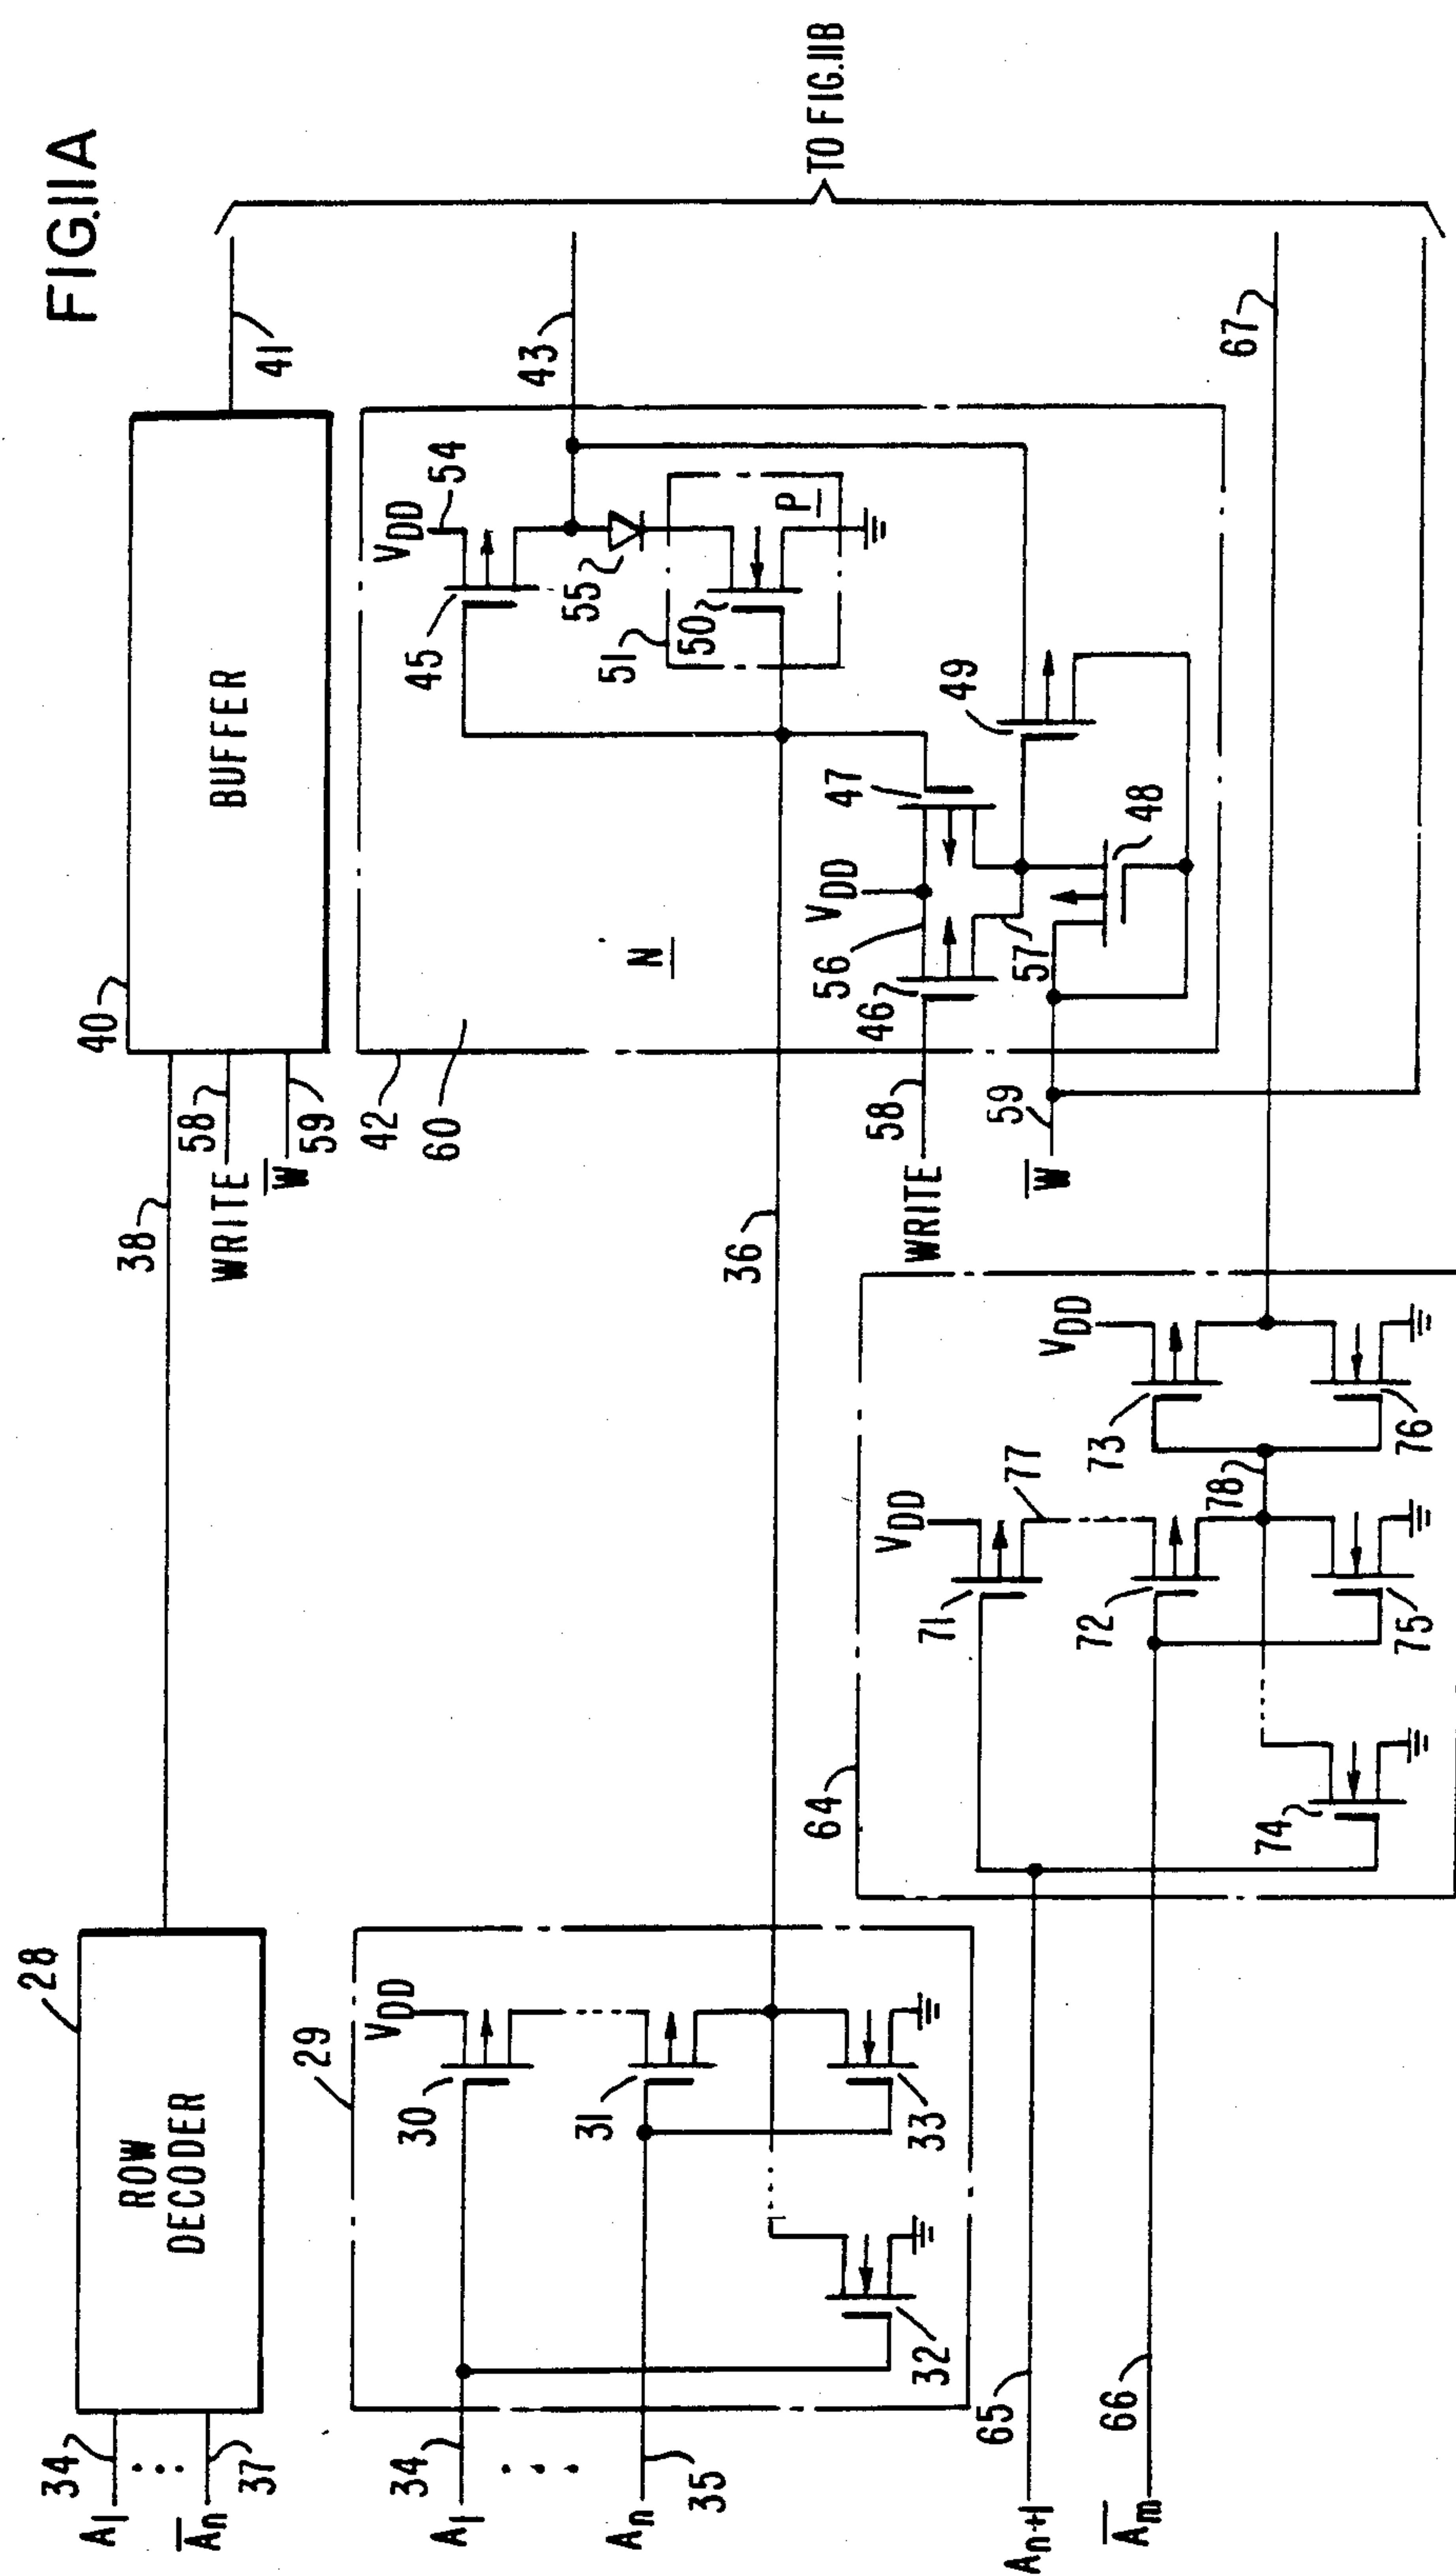 FIG.11A
28
ROW
DECODER
34
A1
A̅n
37
38
40
BUFFER
58
WRITE
W̅
59
41
29
VDD
30
31
33
32
34
A1
An
35
36
42
60
N
VDD
54
45
55
51
50
P
43
47
VDD
56
46
57
49
48
58
WRITE
59
W̅
TO FIG.11B
64
VDD
71
77
72
75
74
78
VDD
73
76
67
65
An+1
66
A̅m